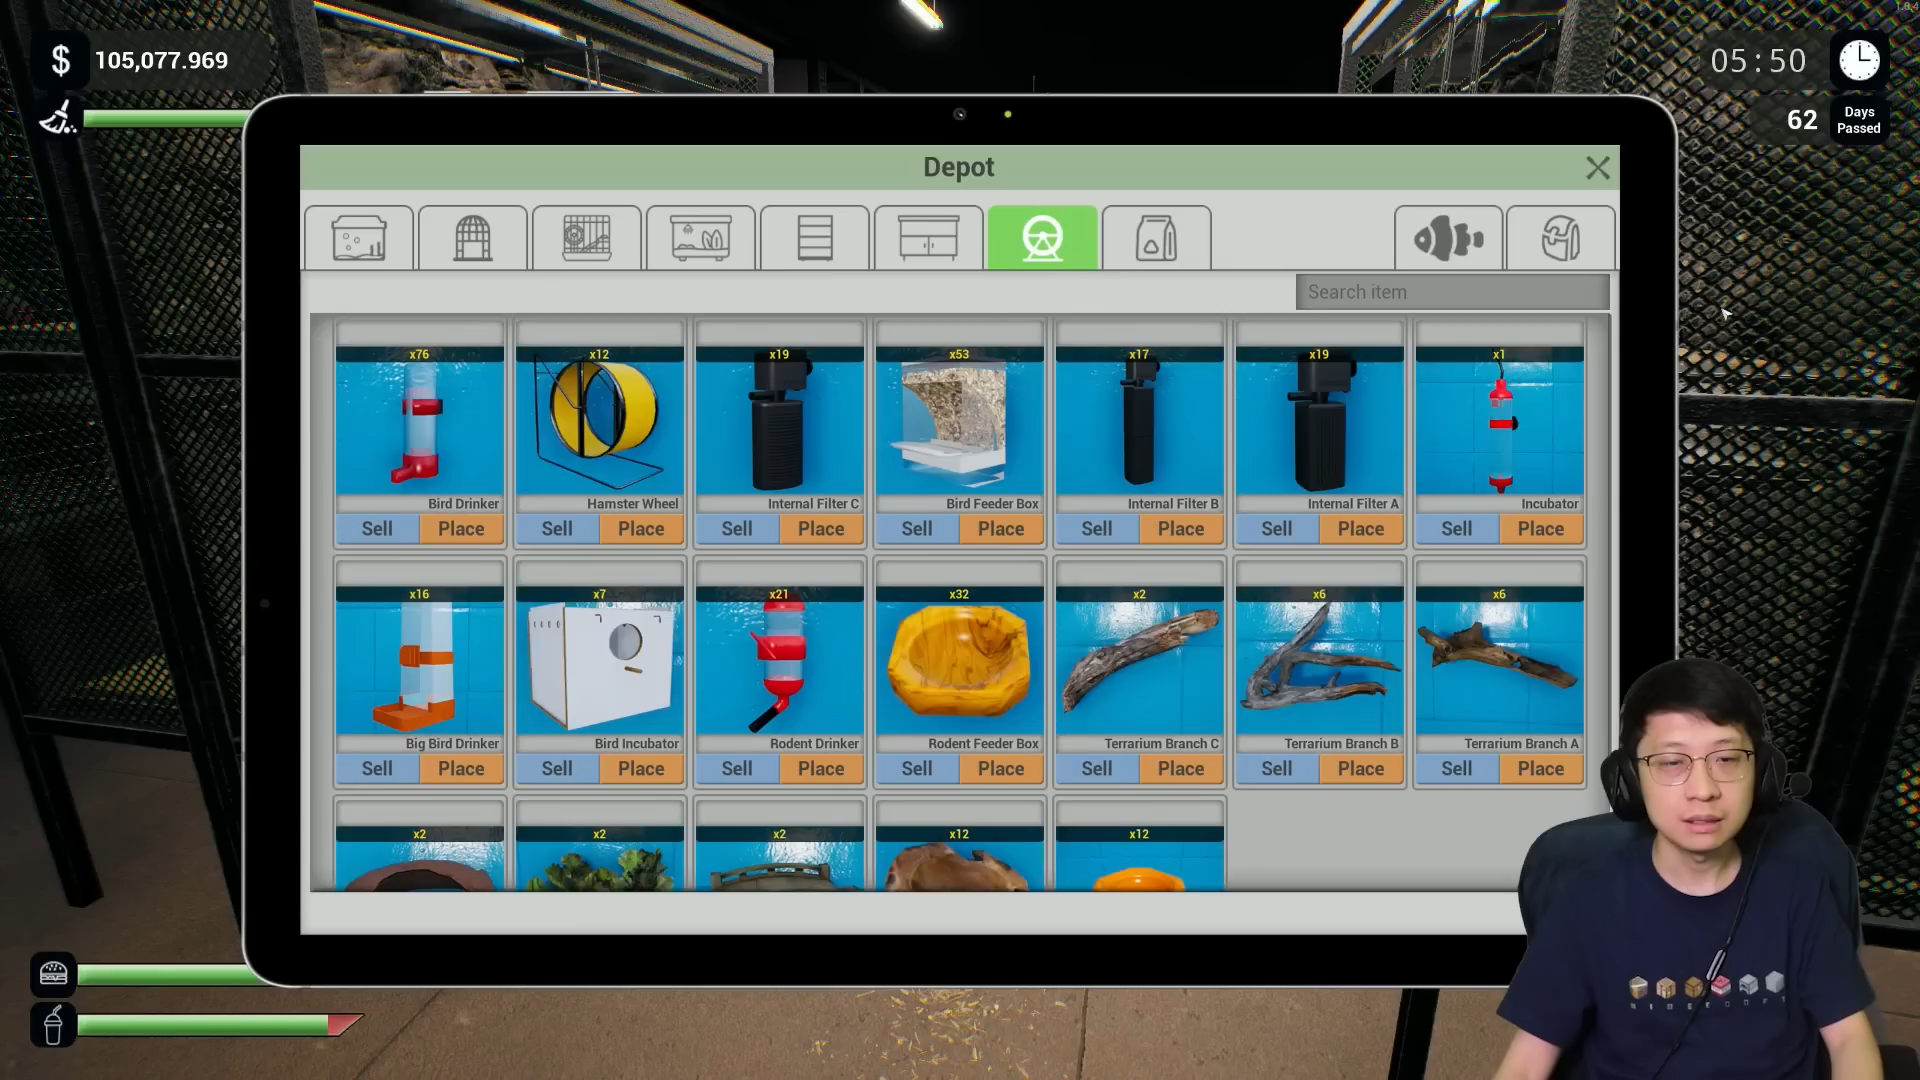 1.8.4
$ 105,077.969
05:50
62
Days
Passed
Depot
Search item
x76
x12
x19
x53
x17
x19
x1
Bird Drinker
Hamster Wheel
Internal Filter C
Bird Feeder Box
Internal Filter B
Internal Filter A
Incubator
Sell Place
Sell Place
Sell Place
Sell Place
Sell Place
Sell Place
Sell Place
x16
x7
x21
x32
x2
x6
x6
Big Bird Drinker
Bird Incubator
Rodent Drinker
Rodent Feeder Box
Terrarium Branch C
Terrarium Branch B
Terrarium Branch A
Sell Place
Sell Place
Sell Place
Sell Place
Sell Place
Sell Place
Sell Place
x2
x2
x2
x12
x12